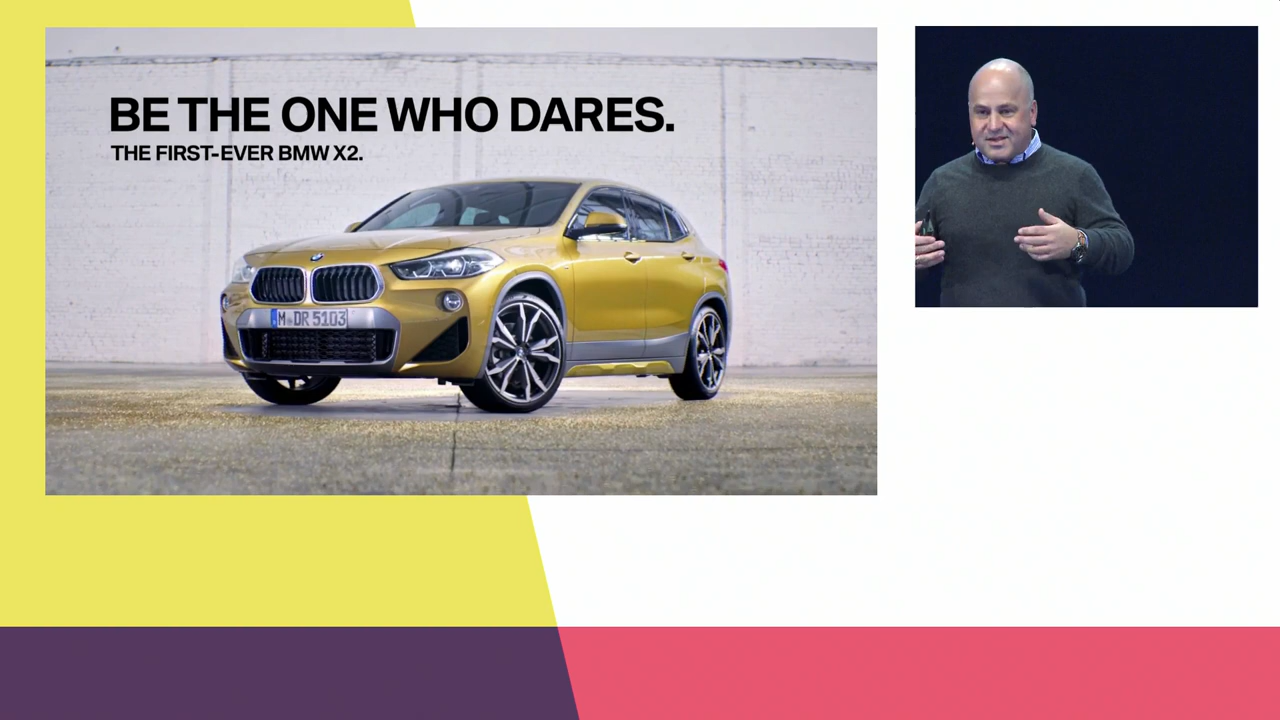 BE THE ONE WHO DARES.
THE FIRST-EVER BMW X2.
M DR 5103